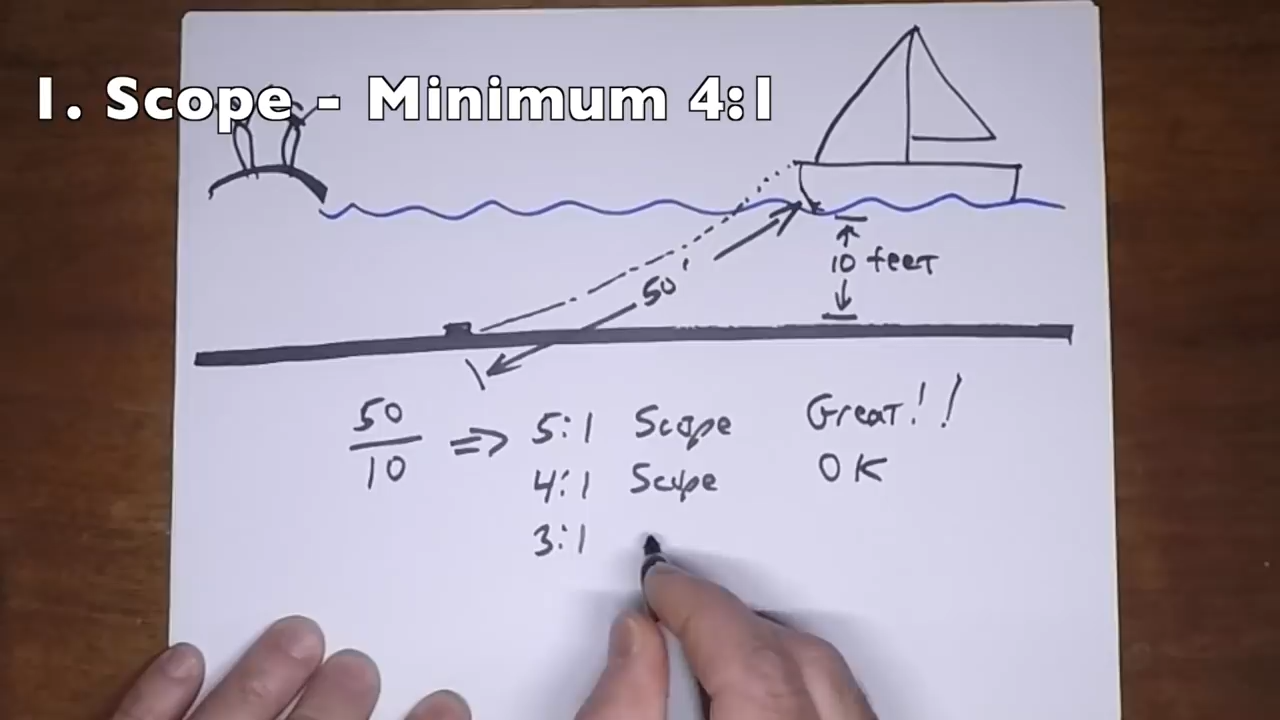 1. Scope - Minimum 4:1
10 feet
50'
50
10
=> 5:1 Scope Great!!
4:1 Scope OK
3:1